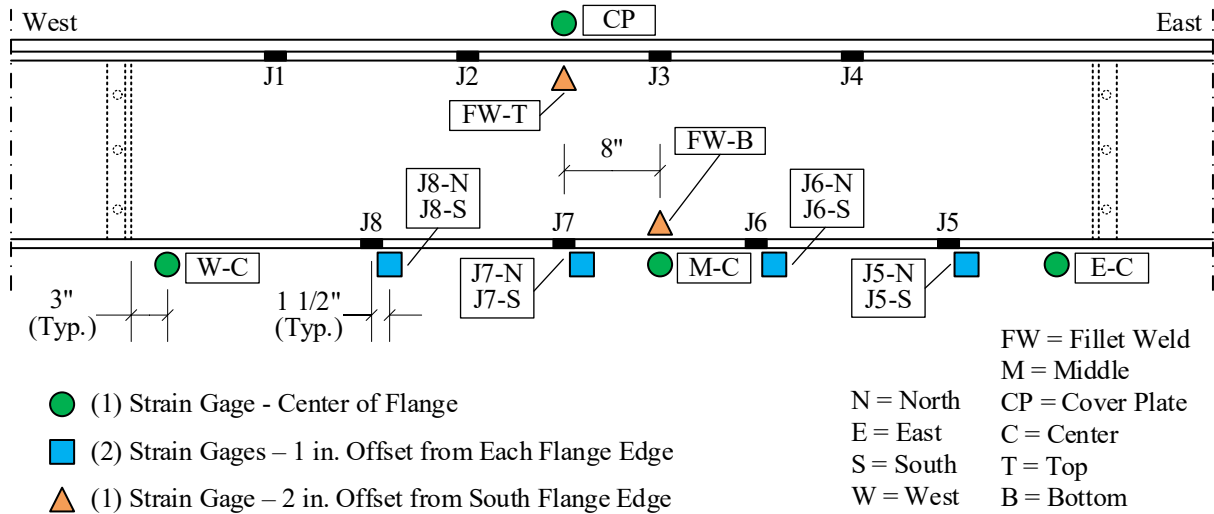 West
CP
East
J1
J2
J3
J4
FW-T
8"
FW-B
J8-N
J8-S
J6-N
J6-S
J8
J7
J6
J5
W-C
J7-N
J7-S
M-C
J5-N
J5-S
E-C
3"
(Typ.)
1 1/2"
(Typ.)
(1) Strain Gage - Center of Flange
(2) Strain Gages – 1 in. Offset from Each Flange Edge
(1) Strain Gage – 2 in. Offset from South Flange Edge
N = North
E = East
S = South
W = West
FW = Fillet Weld
M = Middle
CP = Cover Plate
C = Center
T = Top
B = Bottom